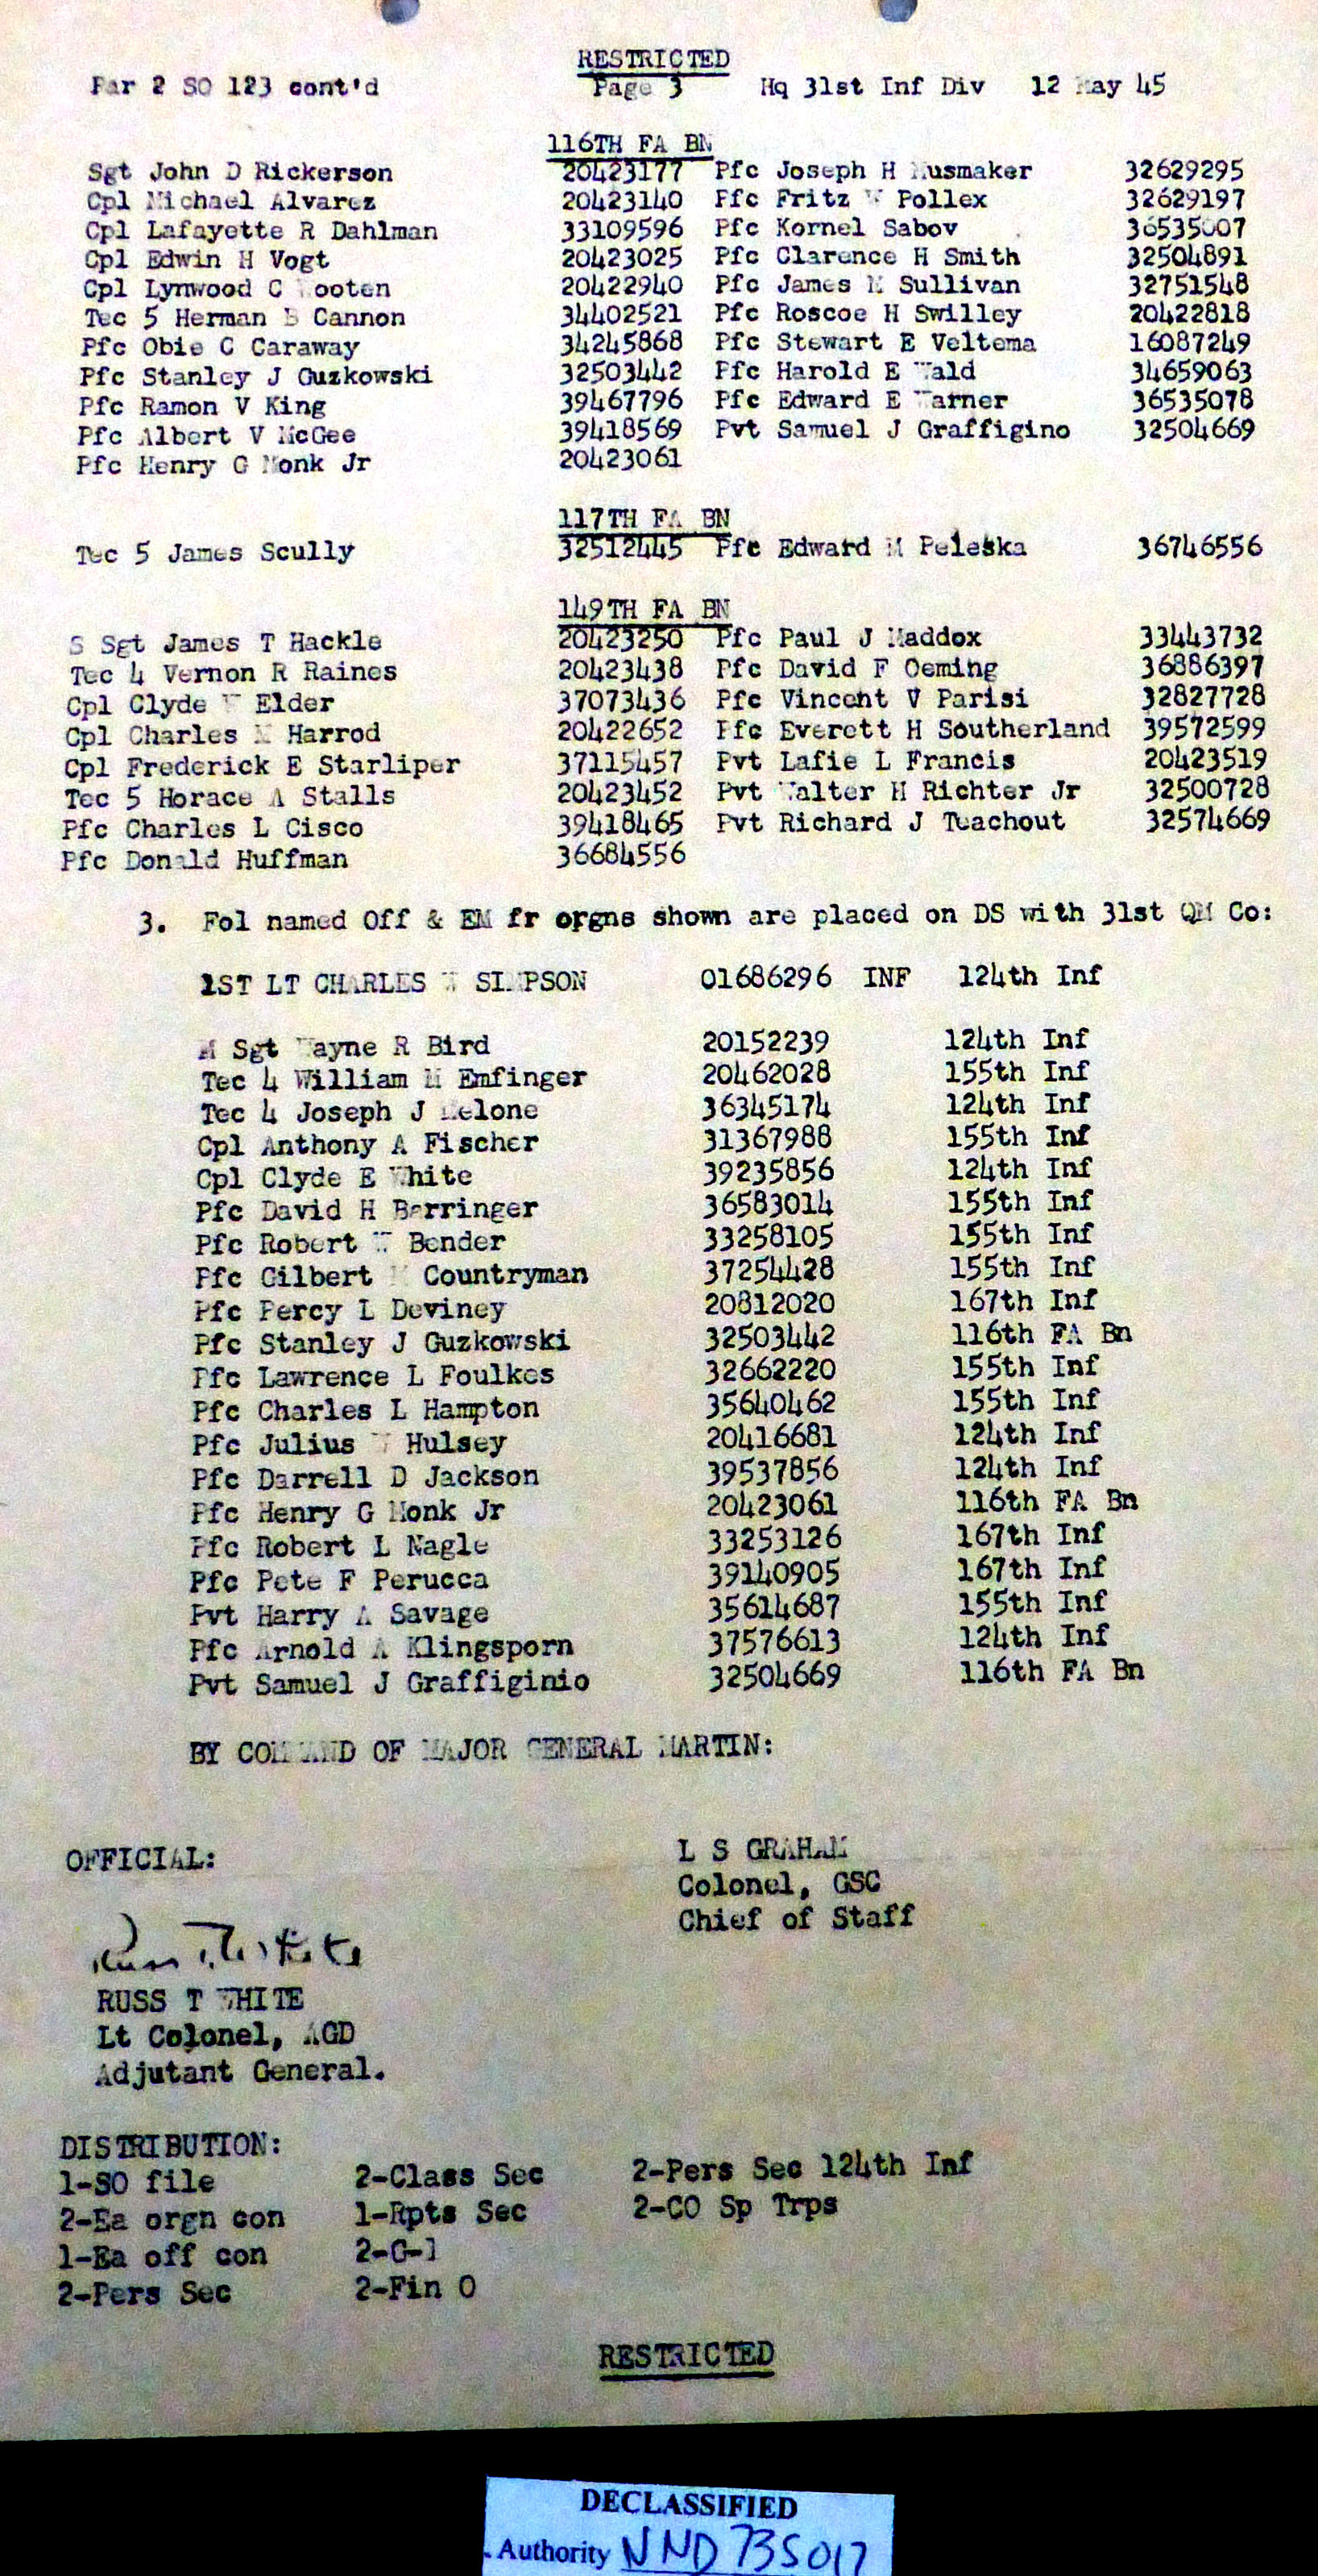 RESTRICTED
Par 2 SO 123 cont'd Page 3 Hq 31st Inf Div 12 May 45
116TH FA BN
Sgt John D Rickerson 20423177 Pfc Joseph H Musmaker 32629295
Cpl Michael Alvarez 20423140 Pfc Fritz W Pollex 32629197
Cpl Lafayette R Dahlman 33109596 Pfc Kornel Sabov 36535007
Cpl Edwin H Vogt 20423025 Pfc Clarence H Smith 32504891
Cpl Lynwood C Wooten 20422940 Pfc James M Sullivan 32751548
Tec 5 Herman B Cannon 34402521 Pfc Roscoe H Swilley 20422818
Pfc Obie C Caraway 34245868 Pfc Stewart E Veltema 16087249
Pfc Stanley J Guzkowski 32503442 Pfc Harold E Wald 34659063
Pfc Ramon V King 39467796 Pfc Edward E Warner 36535078
Pfc Albert V McGee 39418569 Pvt Samuel J Graffigino 32504669
Pfc Henry G Monk Jr 20423061
117TH FA BN
Tec 5 James Scully 32512445 Pfc Edward M Peleska 36746556
149TH FA BN
S Sgt James T Hackle 20423250 Pfc Paul J Maddox 33443732
Tec 4 Vernon R Raines 20423438 Pfc David F Oeming 36886397
Cpl Clyde W Elder 37073436 Pfc Vincent V Parisi 32827728
Cpl Charles M Harrod 20422652 Pfc Everett H Southerland 39572599
Cpl Frederick E Starliper 37115457 Pvt Lafie L Francis 20423519
Tec 5 Horace A Stalls 20423452 Pvt Walter H Richter Jr 32500728
Pfc Charles L Cisco 39418465 Pvt Richard J Teachout 32574669
Pfc Donald Huffman 36684556
3. Fol named Off & EM fr orgns shown are placed on DS with 31st QM Co:
1ST LT CHARLES W SIMPSON 01686296 INF 124th Inf
M Sgt Wayne R Bird 20152239 124th Inf
Tec 4 William M Emfinger 20462028 155th Inf
Tec 4 Joseph J Melone 36345174 124th Inf
Cpl Anthony A Fischer 31367988 155th Inf
Cpl Clyde E White 39235856 124th Inf
Pfc David H Barringer 36583014 155th Inf
Pfc Robert W Bender 33258105 155th Inf
Pfc Gilbert M Countryman 37254428 155th Inf
Pfc Percy L Deviney 20812020 167th Inf
Pfc Stanley J Guzkowski 32503442 116th FA Bn
Pfc Lawrence L Foulkes 32662220 155th Inf
Pfc Charles L Hampton 35640462 155th Inf
Pfc Julius W Hulsey 20416681 124th Inf
Pfc Darrell D Jackson 39537856 124th Inf
Pfc Henry G Monk Jr 20423061 116th FA Bn
Pfc Robert L Nagle 33253126 167th Inf
Pfc Pete F Perucca 39140905 167th Inf
Pvt Harry A Savage 35614687 155th Inf
Pfc Arnold A Klingsporn 37576613 124th Inf
Pvt Samuel J Graffiginio 32504669 116th FA Bn
BY COMMAND OF MAJOR GENERAL MARTIN:
OFFICIAL:
L S GRAHAM
Colonel, GSC
Chief of Staff
RUSS T WHITE
Lt Colonel, AGD
Adjutant General.
DISTRIBUTION:
1-SO file 2-Class Sec 2-Pers Sec 124th Inf
2-Ea orgn con 1-Rpts Sec 2-CO Sp Trps
1-Ea off con 2-G-1
2-Pers Sec 2-Fin O
RESTRICTED
DECLASSIFIED
Authority NND 735017